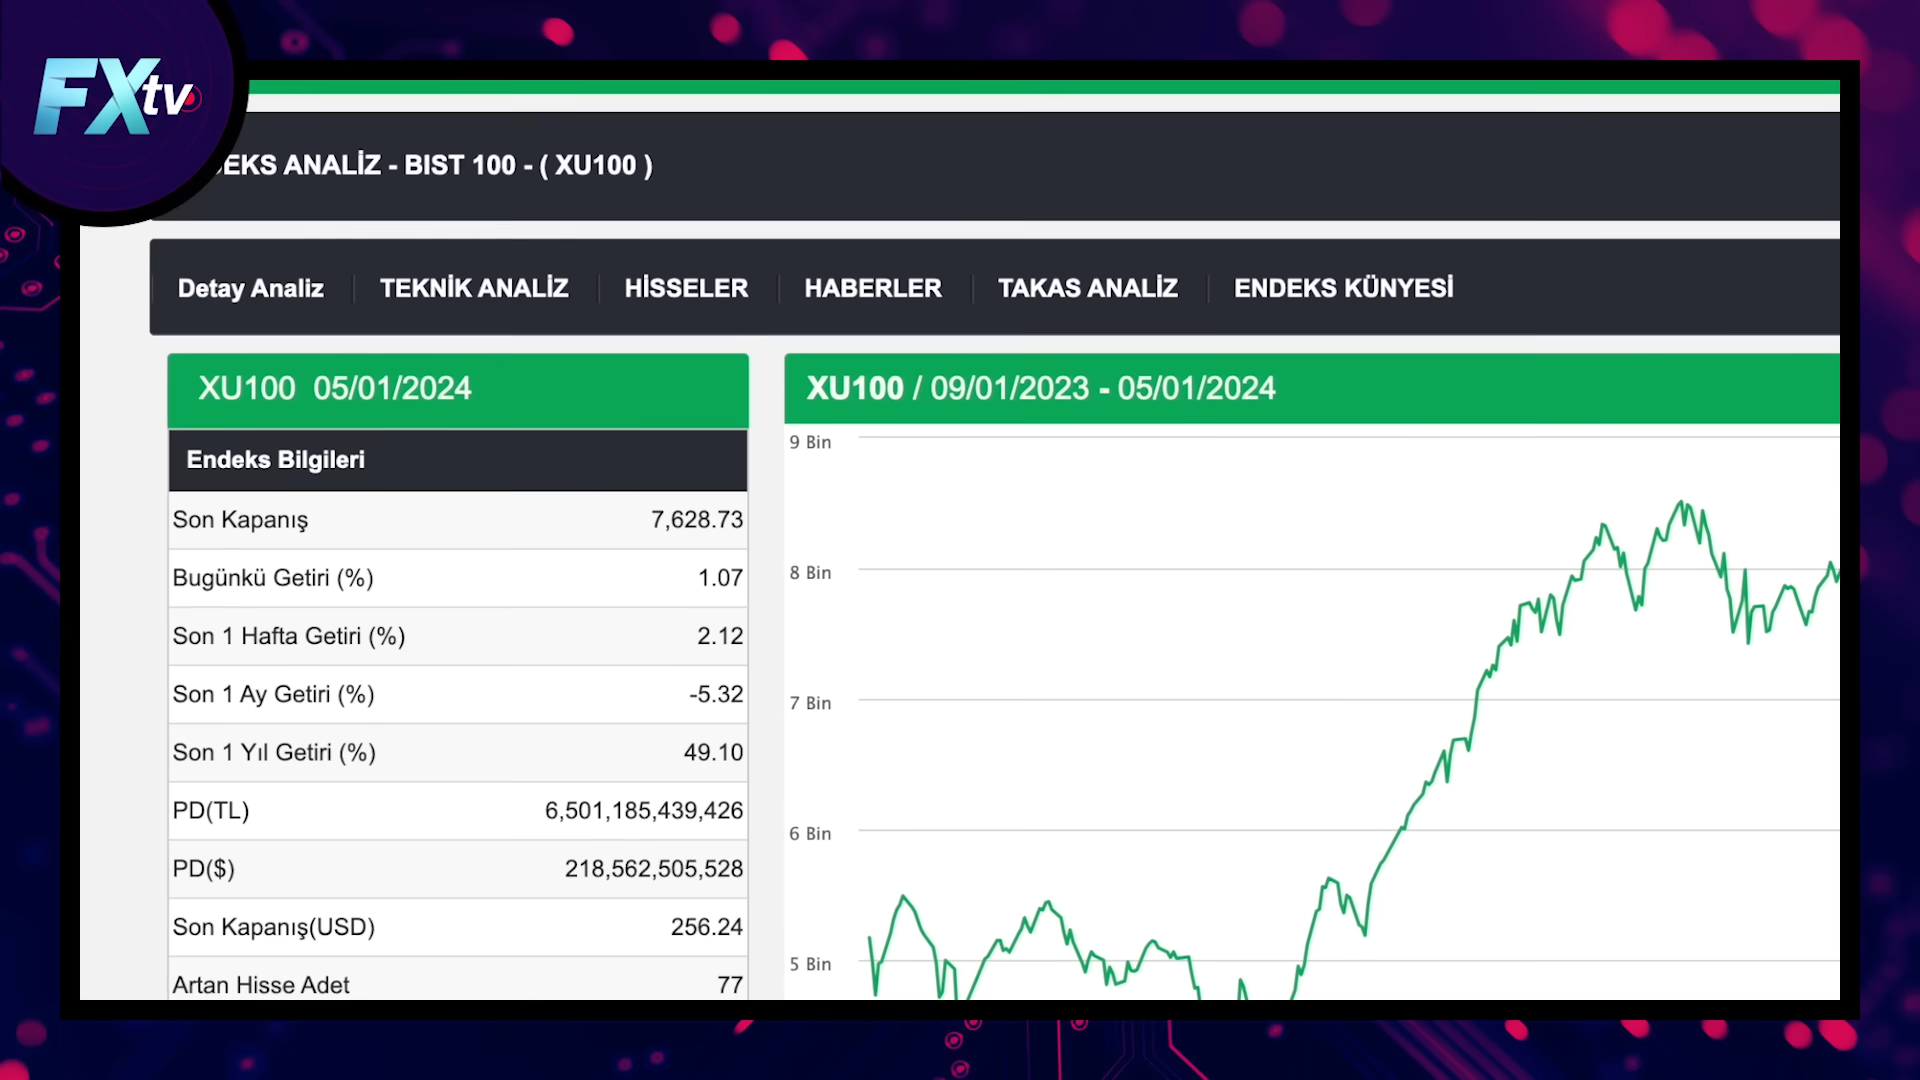 FXtv
EKS ANALİZ - BIST 100 - ( XU100 )
Detay Analiz
TEKNİK ANALİZ
HİSSELER
HABERLER
TAKAS ANALİZ
ENDEKS KÜNYESİ
XU100 05/01/2024
Endeks Bilgileri
Son Kapanış 7,628.73
Bugünkü Getiri (%) 1.07
Son 1 Hafta Getiri (%) 2.12
Son 1 Ay Getiri (%) -5.32
Son 1 Yıl Getiri (%) 49.10
PD(TL) 6,501,185,439,426
PD($) 218,562,505,528
Son Kapanış(USD) 256.24
Artan Hisse Adet 77
XU100 / 09/01/2023 - 05/01/2024
9 Bin
8 Bin
7 Bin
6 Bin
5 Bin